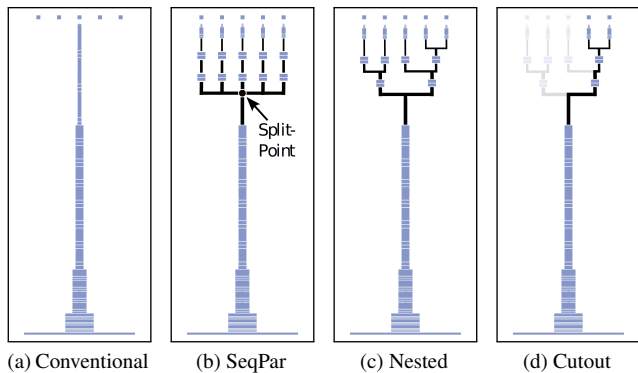 Split-
Point
(a) Conventional (b) SeqPar (c) Nested (d) Cutout